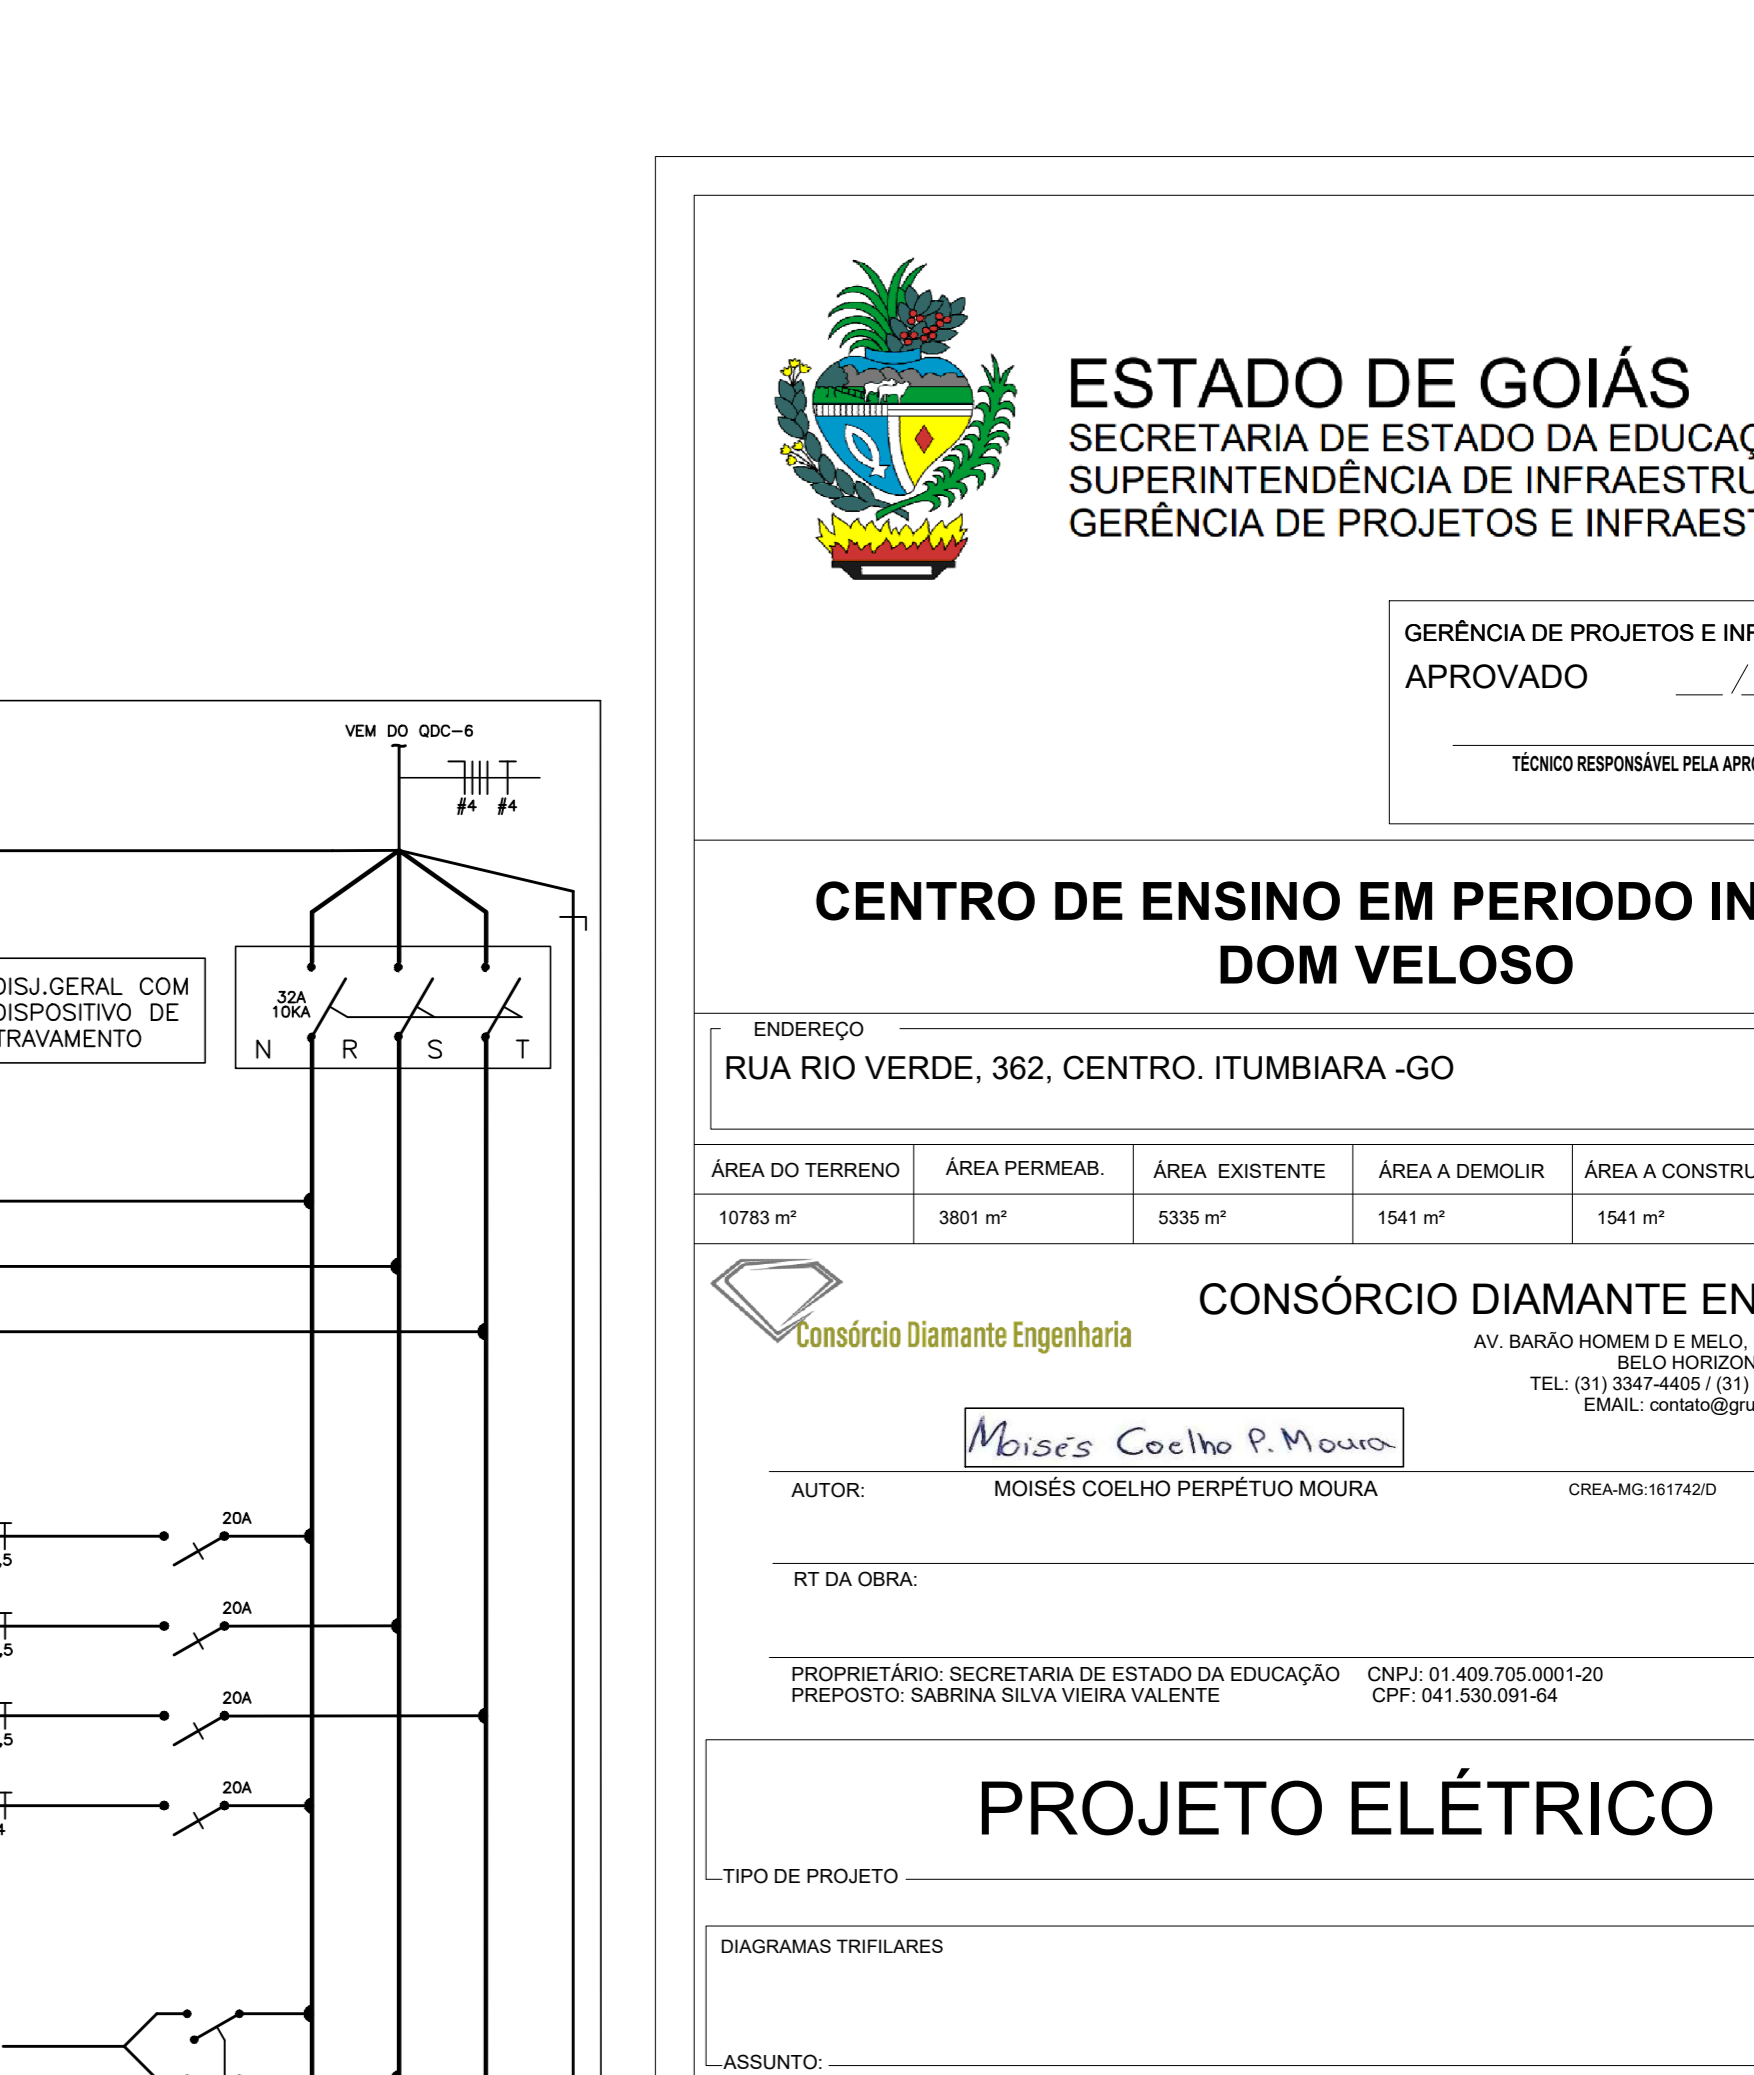 VEM DO QDC-6
#4 #4
DISJ.GERAL COM
DISPOSITIVO DE
TRAVAMENTO
32A
10KA
N R S T
20A
20A
20A
20A
ESTADO DE GOIÁS
SECRETARIA DE ESTADO DA EDUCAÇ
SUPERINTENDÊNCIA DE INFRAESTRU
GERÊNCIA DE PROJETOS E INFRAEST
GERÊNCIA DE PROJETOS E INF
APROVADO ___/
TÉCNICO RESPONSÁVEL PELA APRO
CENTRO DE ENSINO EM PERIODO IN
DOM VELOSO
ENDEREÇO
RUA RIO VERDE, 362, CENTRO. ITUMBIARA -GO
ÁREA DO TERRENO ÁREA PERMEAB. ÁREA EXISTENTE ÁREA A DEMOLIR ÁREA A CONSTRU
10783 m² 3801 m² 5335 m² 1541 m² 1541 m²
Consórcio Diamante Engenharia
CONSÓRCIO DIAMANTE EN
AV. BARÃO HOMEM D E MELO,
BELO HORIZON
TEL: (31) 3347-4405 / (31)
EMAIL: contato@gru
Moisés Coelho P. Moura
AUTOR: MOISÉS COELHO PERPÉTUO MOURA CREA-MG:161742/D
RT DA OBRA:
PROPRIETÁRIO: SECRETARIA DE ESTADO DA EDUCAÇÃO CNPJ: 01.409.705.0001-20
PREPOSTO: SABRINA SILVA VIEIRA VALENTE CPF: 041.530.091-64
PROJETO ELÉTRICO
TIPO DE PROJETO
DIAGRAMAS TRIFILARES
ASSUNTO: